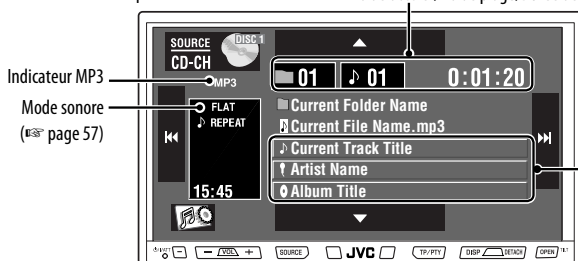 SOURCE
CD-CH
DISC 1
MP3
01
01
0:01:20
Indicateur MP3
Mode sonore
(☞ page 57)
FLAT
REPEAT
Current Folder Name
Current File Name.mp3
Current Track Title
Artist Name
Album Title
15:45
VOL
SOURCE
JVC
TP/PTY
DISP
DETACH
OPEN
TILT